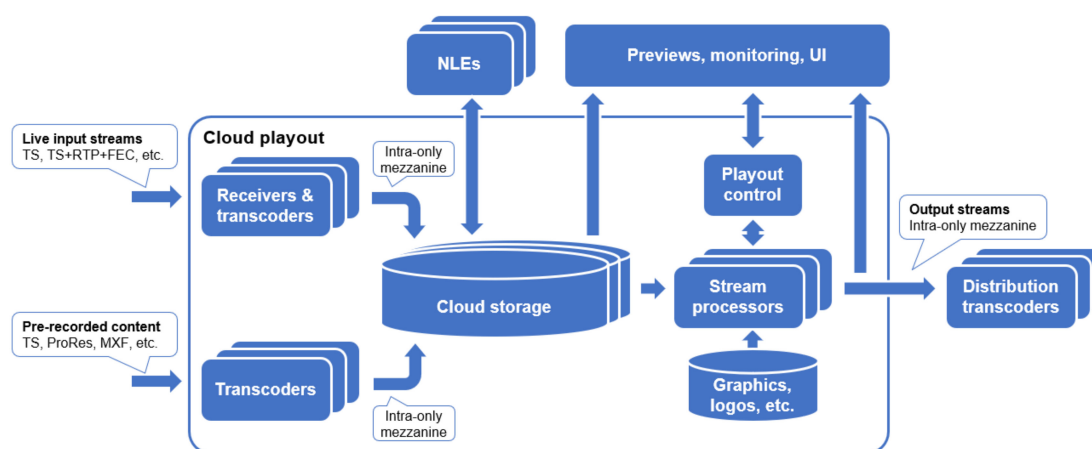 NLEs
Previews, monitoring, UI
Live input streams
TS, TS+RTP+FEC, etc.
Cloud playout
Intra-only
mezzanine
Receivers &
transcoders
Playout
control
Output streams
Intra-only mezzanine
Cloud storage
Stream
processors
Distribution
transcoders
Pre-recorded content
TS, ProRes, MXF, etc.
Transcoders
Intra-only
mezzanine
Graphics,
logos, etc.